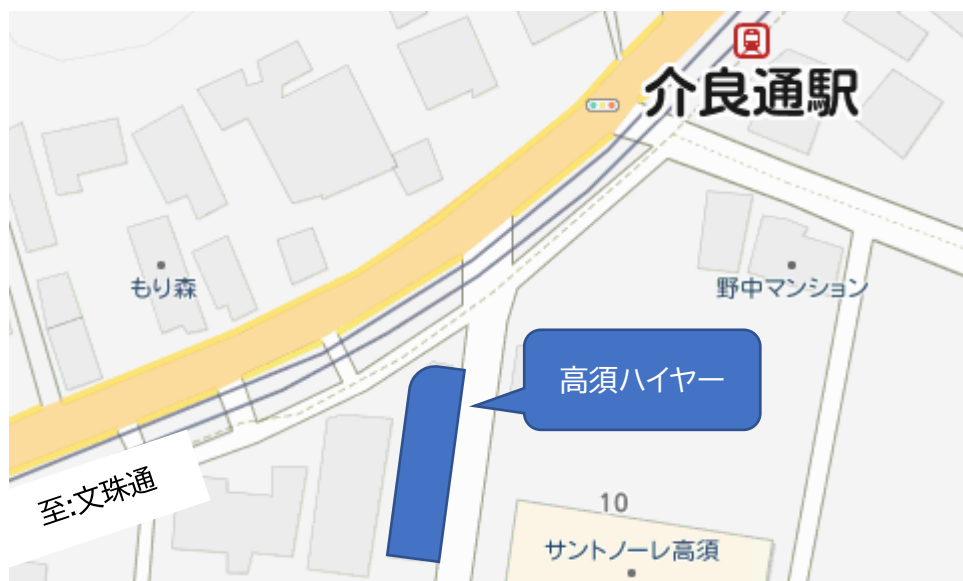 介良通駅
もり森
野中マンション
高須ハイヤー
至:文珠通
10
サントノーレ高須